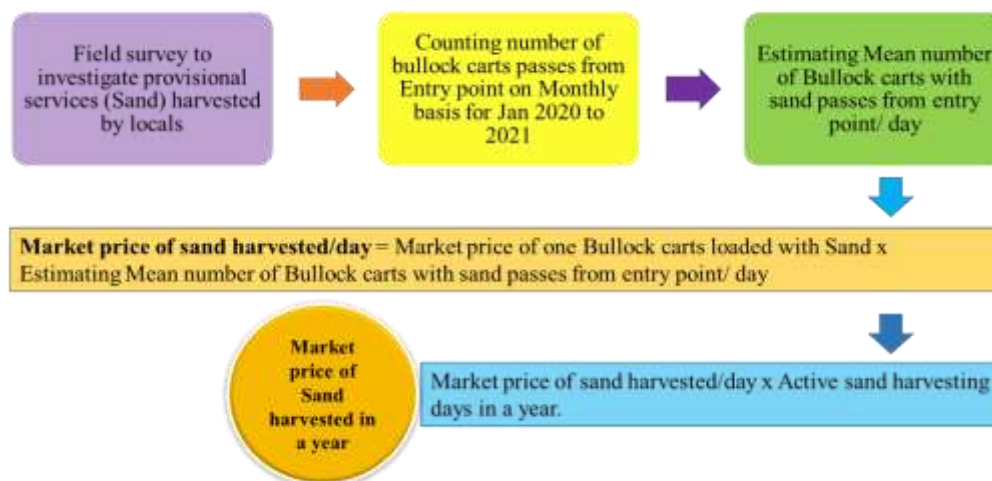 Field survey to
investigate provisional
services (Sand) harvested
by locals
Counting number of
bullock carts passes from
Entry point on Monthly
basis for Jan 2020 to
2021
Estimating Mean number
of Bullock carts with
sand passes from entry
point/ day
Market price of sand harvested/day = Market price of one Bullock carts loaded with Sand x
Estimating Mean number of Bullock carts with sand passes from entry point/ day
Market
price of
Sand
harvested in
a year
Market price of sand harvested/day x Active sand harvesting
days in a year.